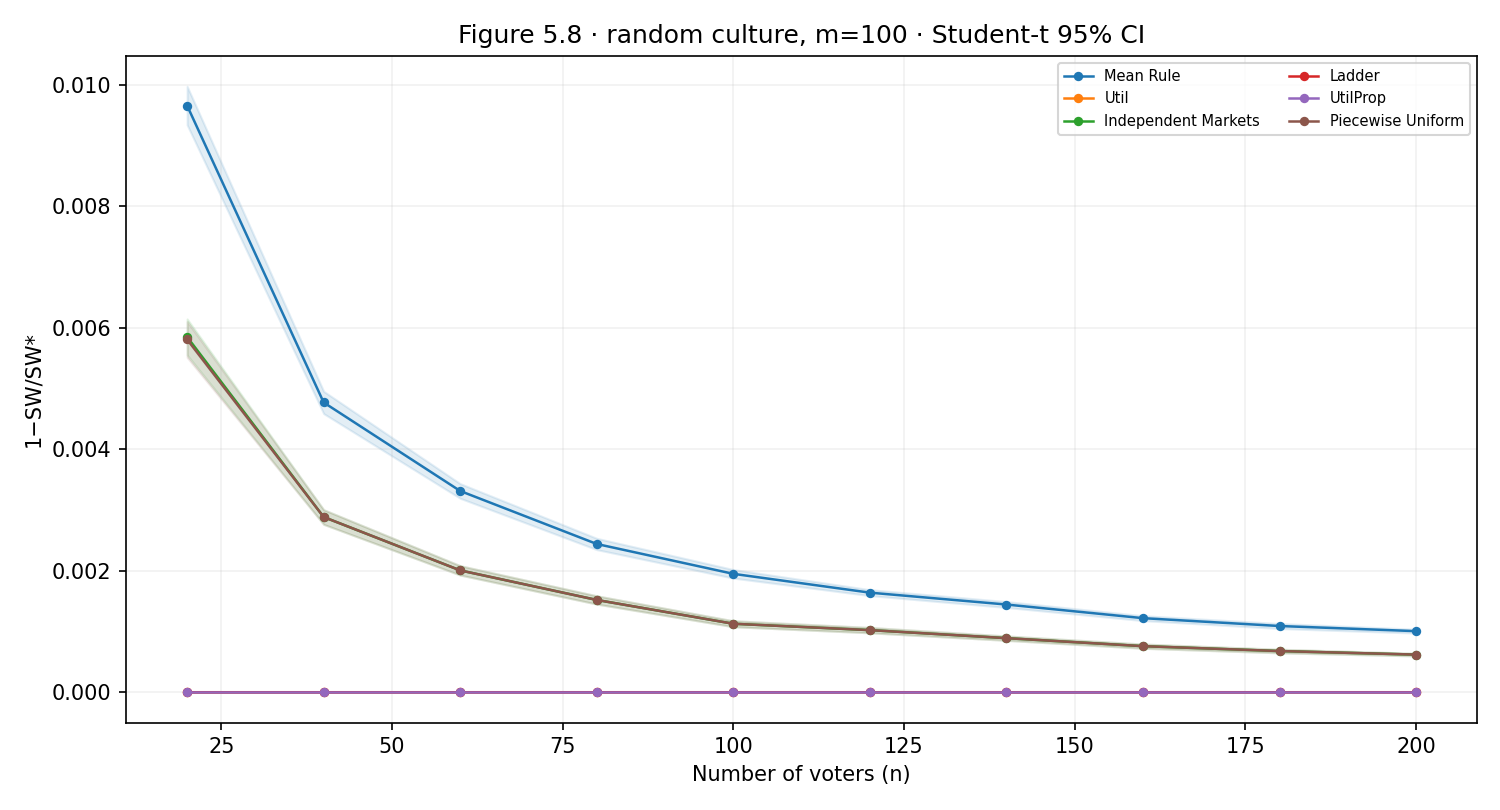 Figure 5.8 · random culture, m=100 · Student-t 95% CI
Mean Rule
Util
Independent Markets
Ladder
UtilProp
Piecewise Uniform
1−SW/SW*
0.010
0.008
0.006
0.004
0.002
0.000
25 50 75 100 125 150 175 200
Number of voters (n)